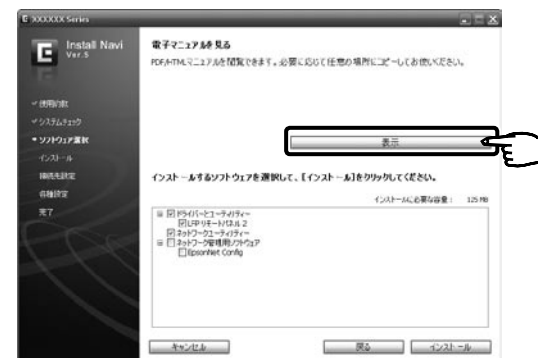 XXXXXX Series
Install Navi
Ver.5
使用許諾
システムチェック
ソフトウェア選択
インストール
接続先設定
各種設定
完了
電子マニュアルを見る
PDF/HTMLマニュアルを閲覧できます。必要に応じて任意の場所にコピーしてお使いください。
表示
インストールするソフトウェアを選択して、[インストール]をクリックしてください。
インストールに必要な容量: 125 MB
ドライバーとユーティリティー
LFPリモートパネル 2
ネットワークユーティリティー
ネットワーク管理用ソフトウェア
EpsonNet Config
キャンセル
戻る
インストール